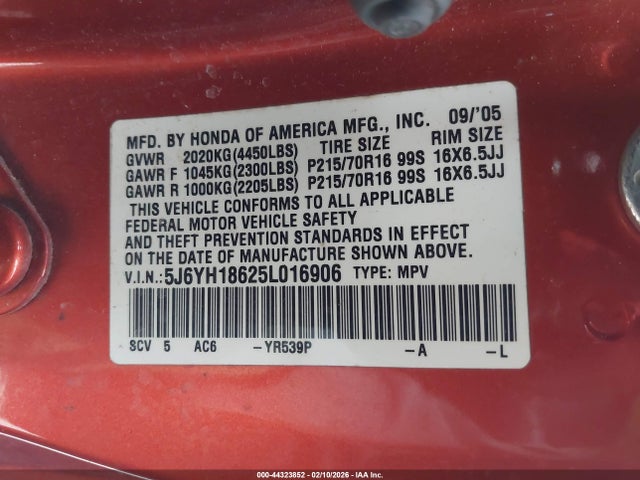 MFD. BY HONDA OF AMERICA MFG., INC. 09/'05
GVWR 2020KG(4450LBS) TIRE SIZE RIM SIZE
GAWR F 1045KG(2300LBS) P215/70R16 99S 16X6.5JJ
GAWR R 1000KG(2205LBS) P215/70R16 99S 16X6.5JJ
THIS VEHICLE CONFORMS TO ALL APPLICABLE
FEDERAL MOTOR VEHICLE SAFETY
AND THEFT PREVENTION STANDARDS IN EFFECT
ON THE DATE OF MANUFACTURE SHOWN ABOVE.
V.I.N.: 5J6YH18625L016906 TYPE: MPV
SCV 5 AC6 -YR539P -A -L
000-44323852 - 02/10/2026 - IAA Inc.